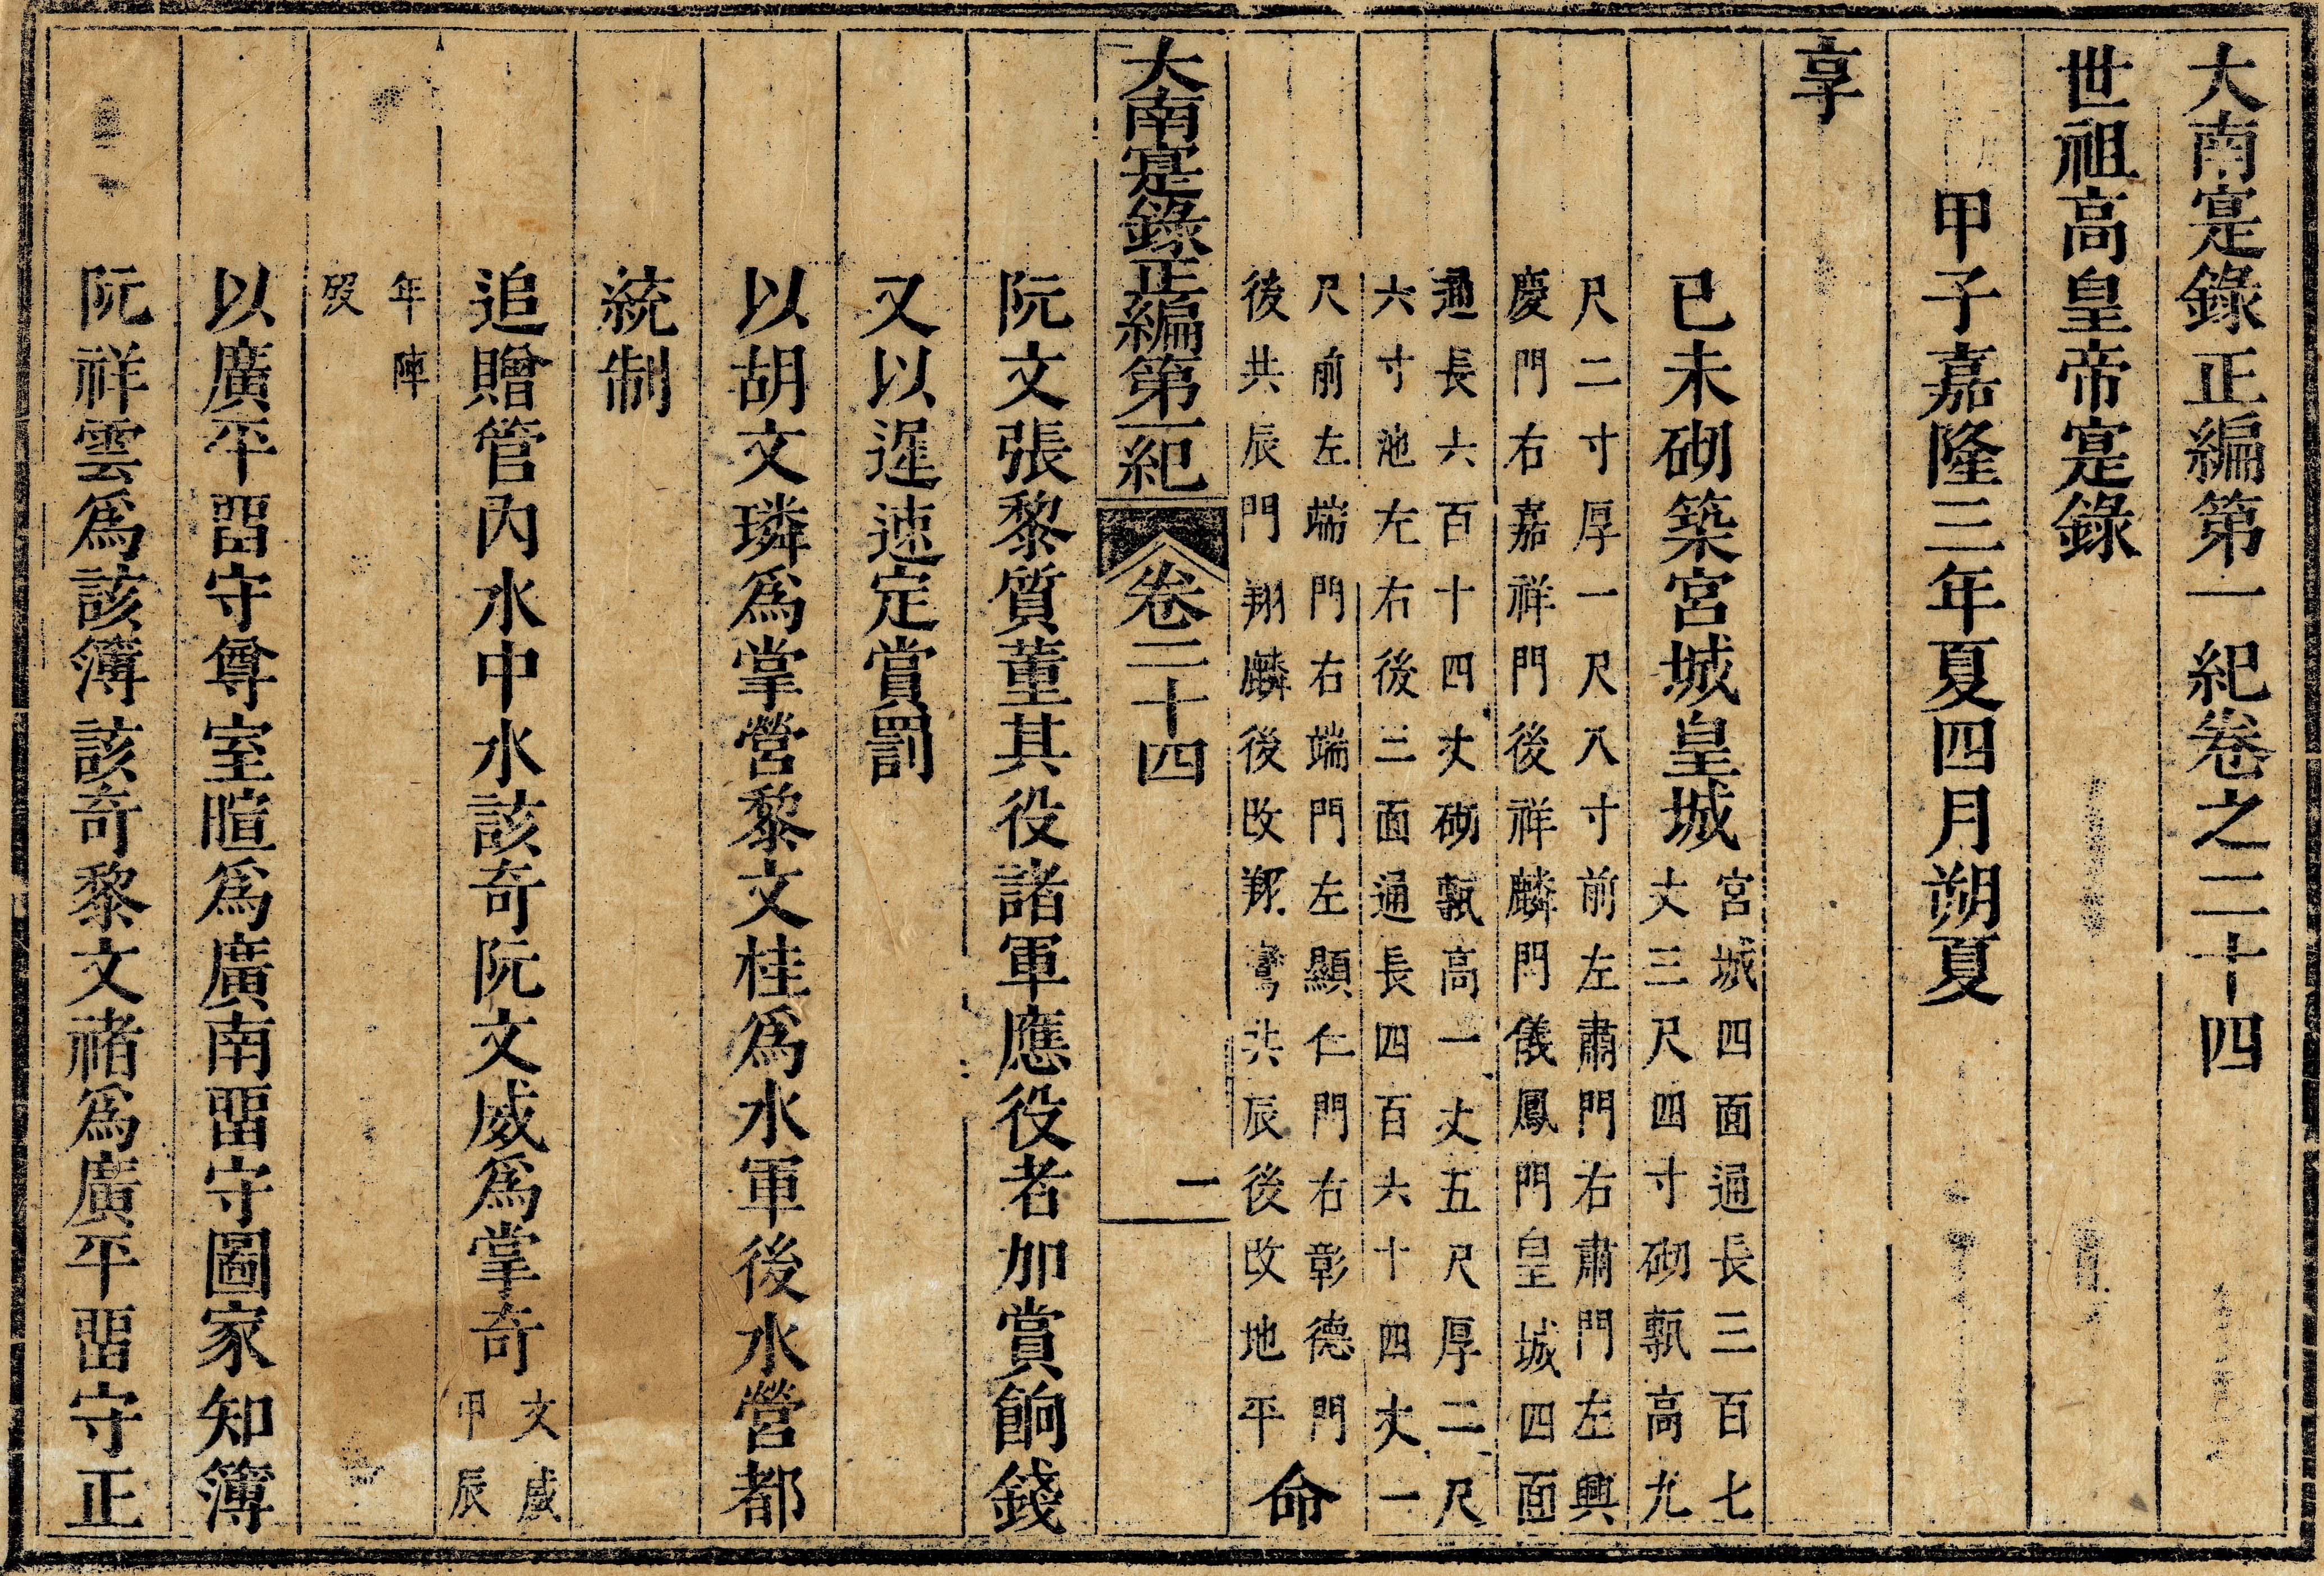 大南寔錄正編第一紀卷之二十四
世祖高皇帝寔錄
甲子嘉隆三年夏四月朔夏
享
已未砌築宮城皇城
宮城四面通長三百七
丈三尺四寸砌甎高九
尺二寸厚一尺八寸前左肅門右肅門左興
慶門右嘉祥門後祥麟門儀鳳門皇城四面
通長六百十四丈砌甎高一丈五尺厚二尺
六寸池左右後三面通長四百六十四丈一
尺前左端門右端門左顯仁門右彰德門
後共辰門翔麟後改翔鸞共辰後改地平
命
大南寔錄正編第一紀 卷二十四 一
阮文張黎質董其役諸軍應役者加賞餉錢
又以遲速定賞罰
以胡文璘爲掌營黎文桂爲水軍後水營都
統制
追贈管內水中水該奇阮文威爲掌奇
文威
甲辰
年陣
歿
以廣平畱守尊室暄爲廣南畱守圖家知簿
阮祥雲爲該簿該奇黎文禇爲廣平畱守正